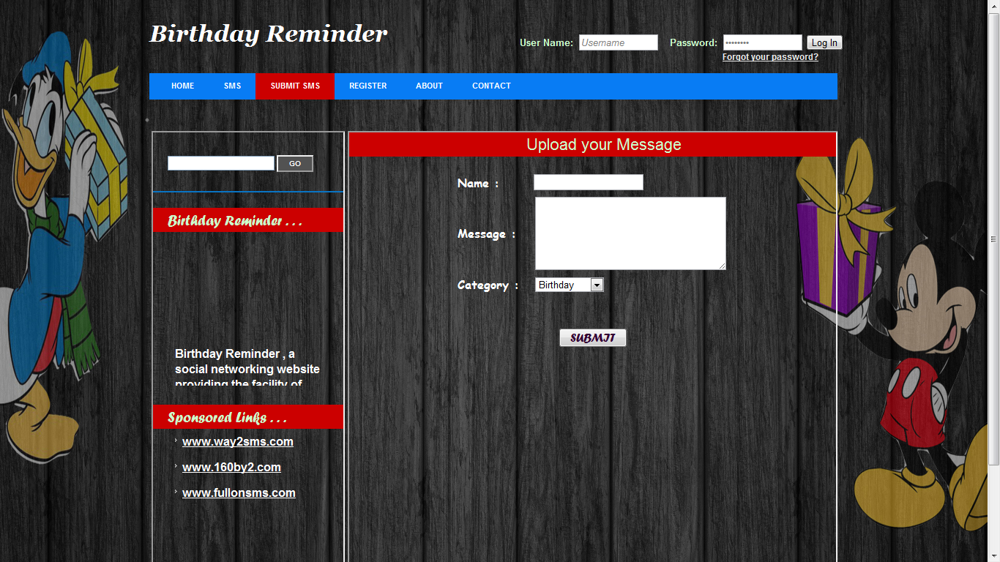 Birthday Reminder
User Name: Username Password: •••••••• Log In
Forgot your password?
HOME SMS SUBMIT SMS REGISTER ABOUT CONTACT
GO
Birthday Reminder . . .
Birthday Reminder , a
social networking website
providing the facility of
Sponsored Links . . .
www.way2sms.com
www.160by2.com
www.fullonsms.com
Upload your Message
Name :
Message :
Category : Birthday
SUBMIT